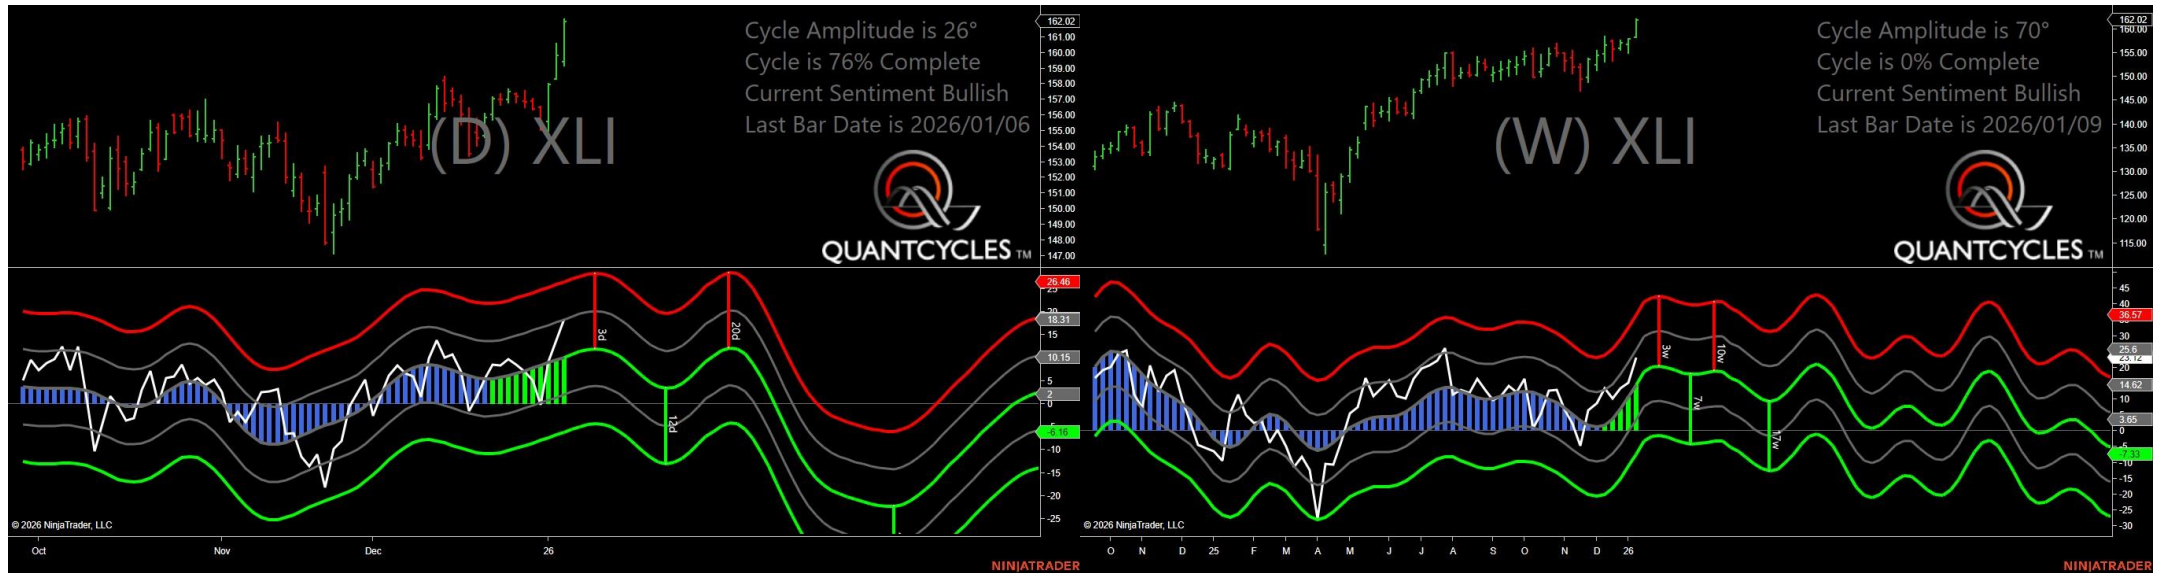 Cycle Amplitude is 26°
Cycle is 76% Complete
Current Sentiment Bullish
Last Bar Date is 2026/01/06
(D) XLI
QUANTCYCLES TM
162.02
161.00
160.00
159.00
158.00
157.00
156.00
155.00
154.00
153.00
152.00
151.00
150.00
149.00
148.00
147.00
26.46
25
18.31
15
10.15
5
2
0
-6.16
-10
-15
-20
-25
3d
20d
12d
© 2026 NinjaTrader, LLC
Oct
Nov
Dec
26
NINJATRADER
Cycle Amplitude is 70°
Cycle is 0% Complete
Current Sentiment Bullish
Last Bar Date is 2026/01/09
(W) XLI
QUANTCYCLES TM
162.02
160.00
155.00
150.00
145.00
140.00
135.00
130.00
125.00
120.00
115.00
45
40
36.57
30
25.6
23.12
20
14.62
10
3.65
0
-5
-7.33
-10
-15
-20
-25
-30
3w
10w
7w
17w
© 2026 NinjaTrader, LLC
O N D 25 F M A M J J A S O N D 26
NINJATRADER